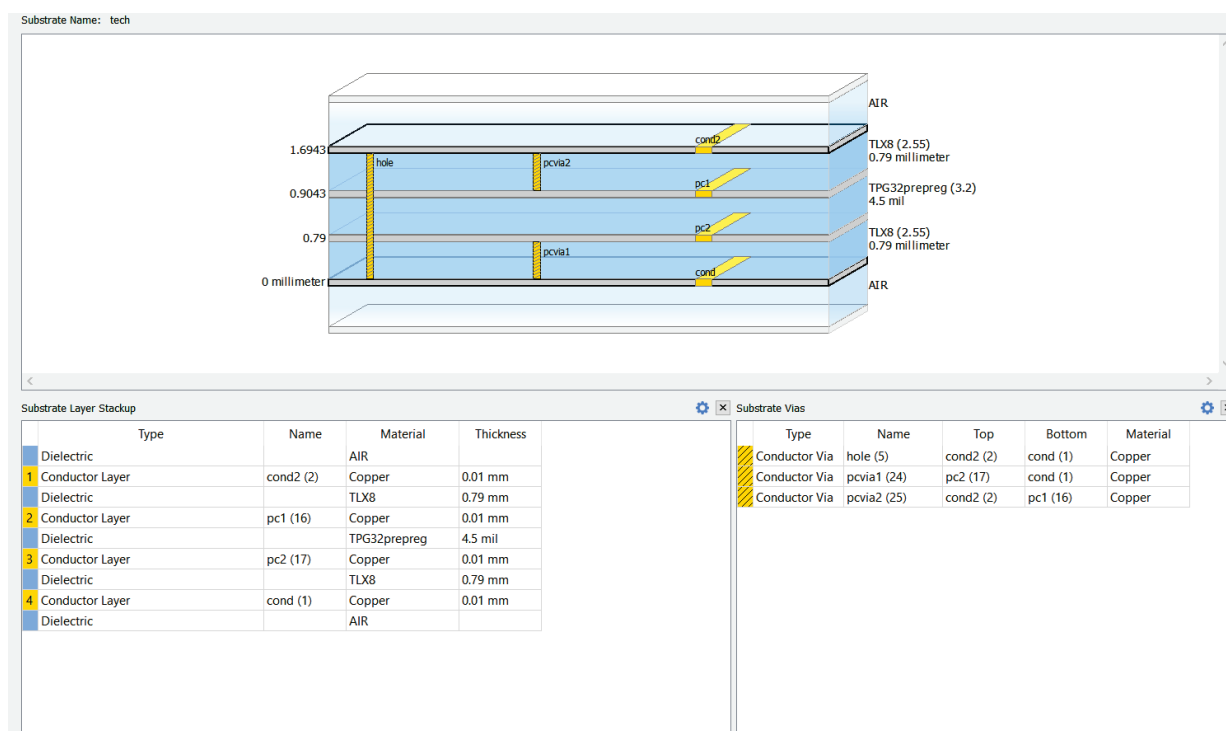 Substrate Name: tech
AIR
cond2
1.6943
TLX8 (2.55)
0.79 millimeter
hole
pcvia2
pc1
0.9043
TPG32prepreg (3.2)
4.5 mil
pc2
0.79
TLX8 (2.55)
0.79 millimeter
pcvia1
cond
0 millimeter
AIR
Substrate Layer Stackup
Type Name Material Thickness
Dielectric AIR
1 Conductor Layer cond2 (2) Copper 0.01 mm
Dielectric TLX8 0.79 mm
2 Conductor Layer pc1 (16) Copper 0.01 mm
Dielectric TPG32prepreg 4.5 mil
3 Conductor Layer pc2 (17) Copper 0.01 mm
Dielectric TLX8 0.79 mm
4 Conductor Layer cond (1) Copper 0.01 mm
Dielectric AIR
Substrate Vias
Type Name Top Bottom Material
Conductor Via hole (5) cond2 (2) cond (1) Copper
Conductor Via pcvia1 (24) pc2 (17) cond (1) Copper
Conductor Via pcvia2 (25) cond2 (2) pc1 (16) Copper